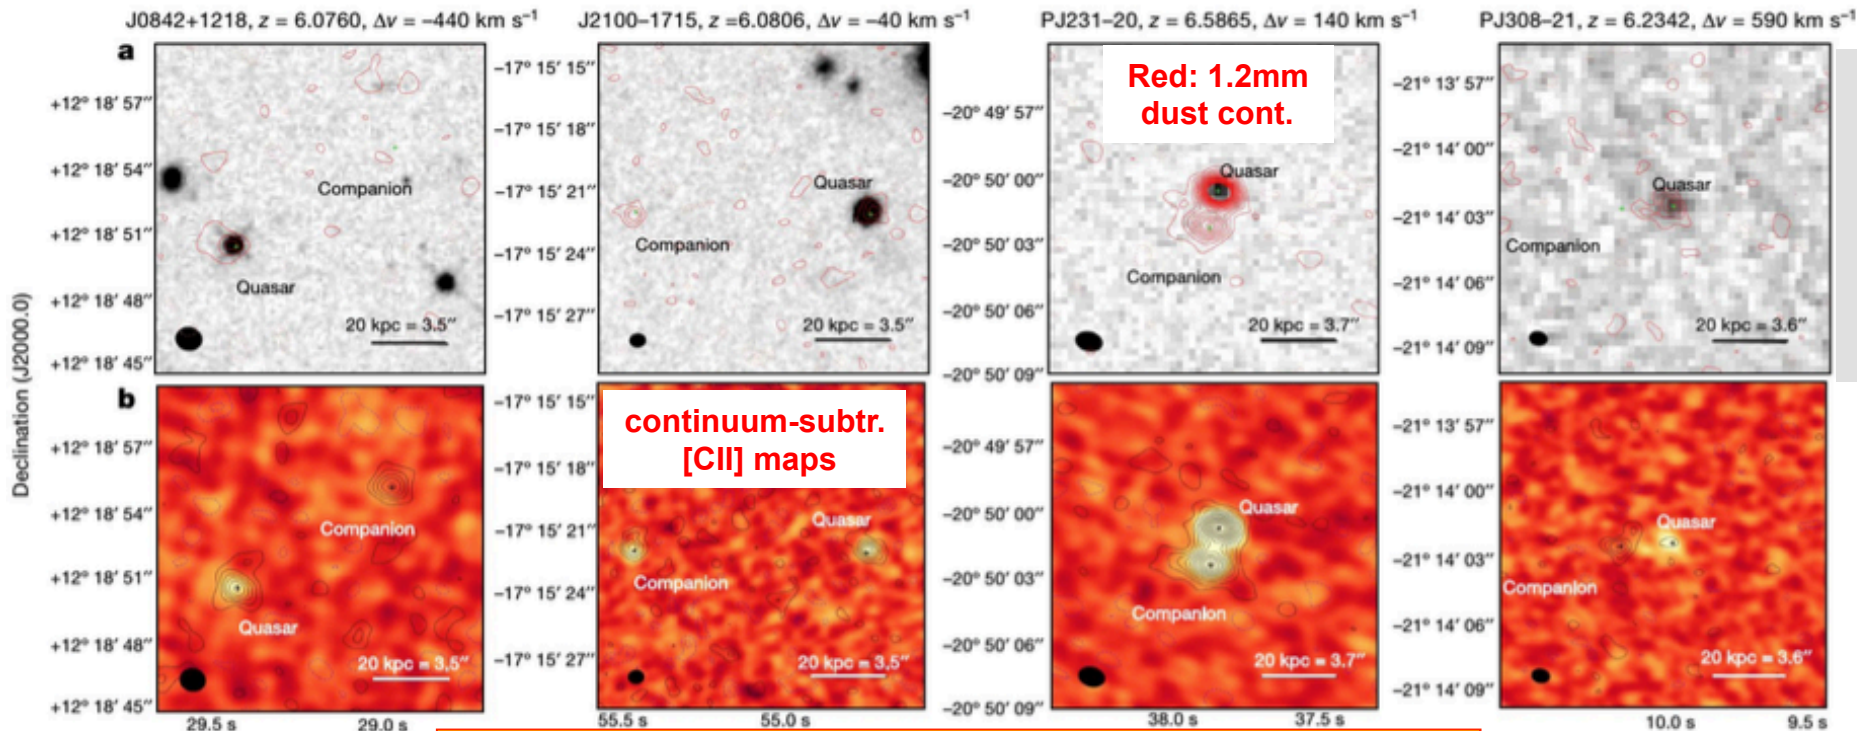 J0842+1218, z = 6.0760, Δv = –440 km s⁻¹
J2100–1715, z =6.0806, Δv = –40 km s⁻¹
PJ231–20, z = 6.5865, Δv = 140 km s⁻¹
PJ308–21, z = 6.2342, Δv = 590 km s⁻¹
a
Declination (J2000.0)
+12° 18′ 57″
+12° 18′ 54″
+12° 18′ 51″
+12° 18′ 48″
+12° 18′ 45″
Companion
Quasar
20 kpc = 3.5″
–17° 15′ 15″
–17° 15′ 18″
–17° 15′ 21″
–17° 15′ 24″
–17° 15′ 27″
Quasar
Companion
20 kpc = 3.5″
–20° 49′ 57″
–20° 50′ 00″
–20° 50′ 03″
–20° 50′ 06″
–20° 50′ 09″
Red: 1.2mm
dust cont.
Quasar
Companion
20 kpc = 3.7″
–21° 13′ 57″
–21° 14′ 00″
–21° 14′ 03″
–21° 14′ 06″
–21° 14′ 09″
Quasar
Companion
20 kpc = 3.6″
b
+12° 18′ 57″
+12° 18′ 54″
+12° 18′ 51″
+12° 18′ 48″
+12° 18′ 45″
Companion
Quasar
20 kpc = 3.5″
29.5 s
29.0 s
–17° 15′ 15″
–17° 15′ 18″
–17° 15′ 21″
–17° 15′ 24″
–17° 15′ 27″
continuum-subtr.
[CII] maps
Quasar
Companion
20 kpc = 3.5″
55.5 s
55.0 s
–20° 49′ 57″
–20° 50′ 00″
–20° 50′ 03″
–20° 50′ 06″
–20° 50′ 09″
Quasar
Companion
20 kpc = 3.7″
38.0 s
37.5 s
–21° 13′ 57″
–21° 14′ 00″
–21° 14′ 03″
–21° 14′ 06″
–21° 14′ 09″
Quasar
Companion
20 kpc = 3.6″
10.0 s
9.5 s